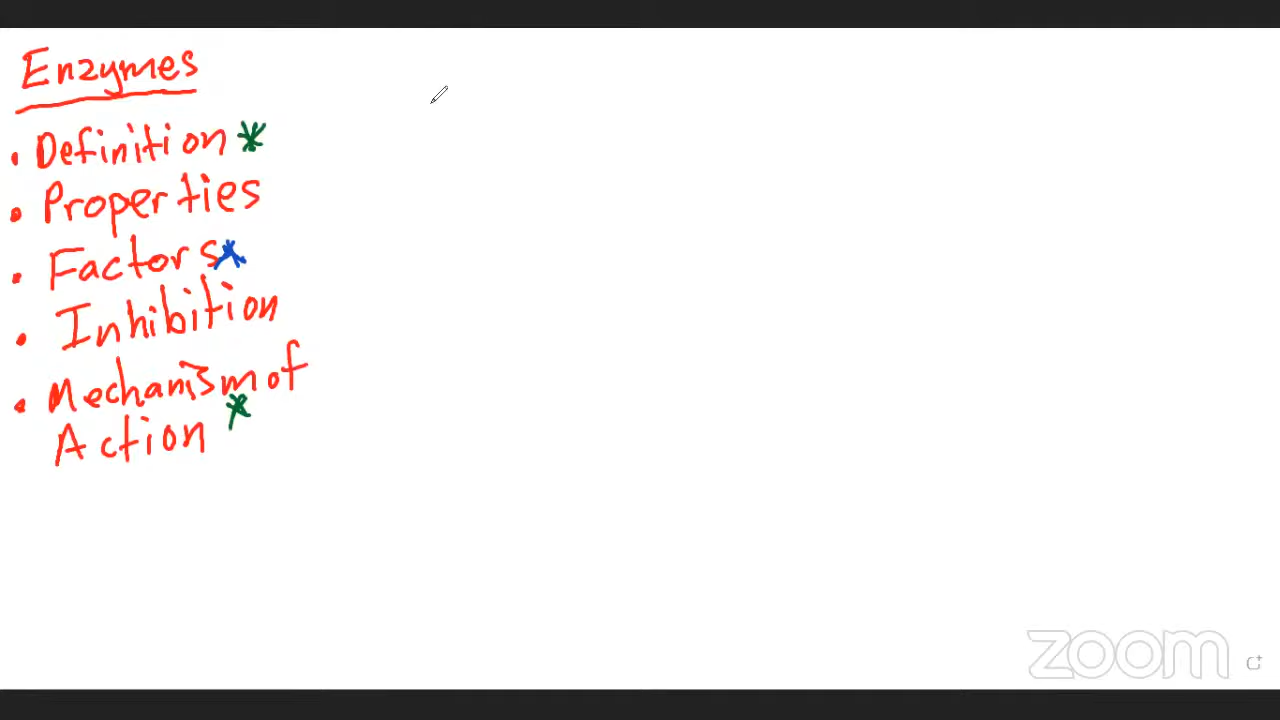 Enzymes
• Definition *
• Properties
• Factors *
• Inhibition
• Mechanism of
Action *
zoom